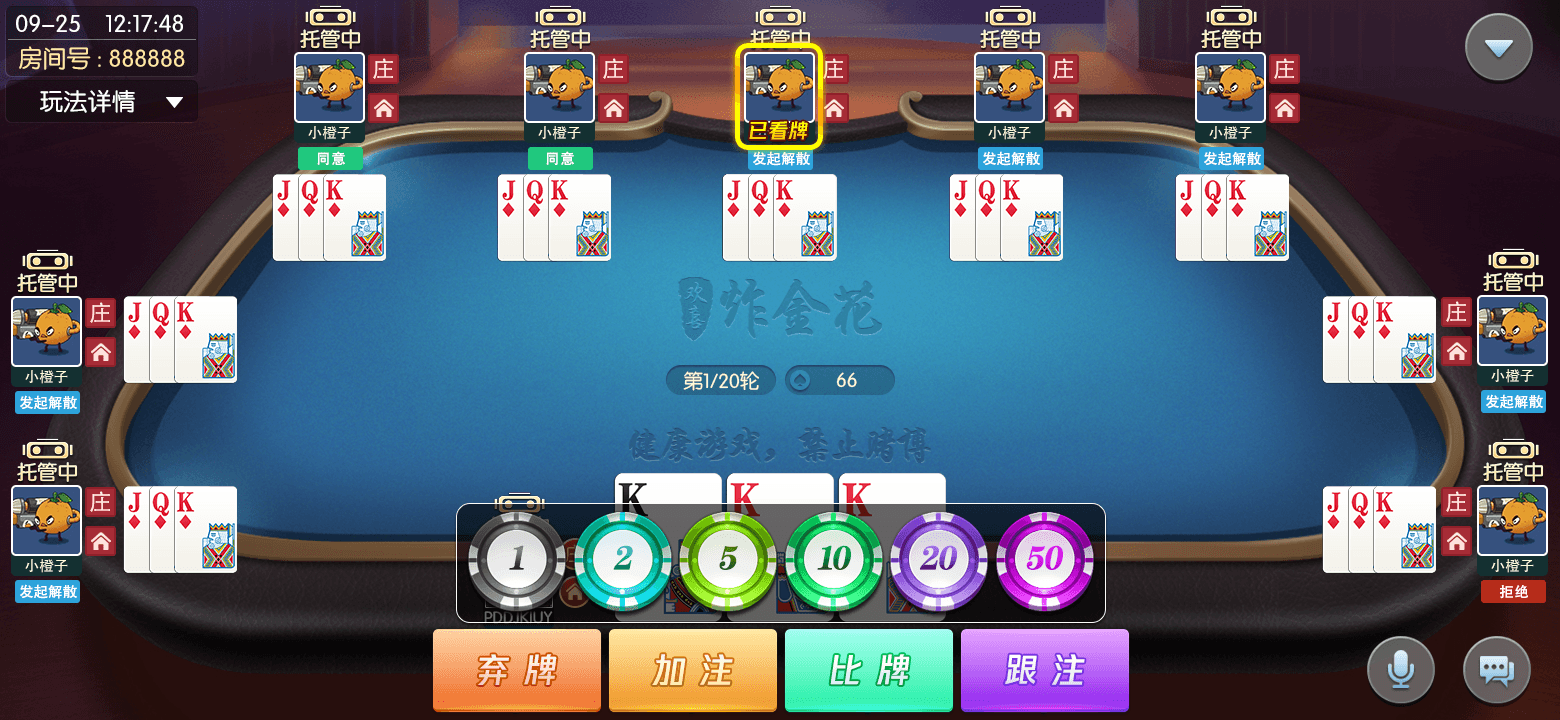 09-25 12:17:48
房间号：888888
玩法详情
托管中
庄
小橙子
同意
J Q K
托管中
庄
小橙子
同意
J Q K
托管中
庄
已看牌
发起解散
J Q K
托管中
庄
小橙子
发起解散
J Q K
托管中
庄
小橙子
发起解散
J Q K
托管中
庄
小橙子
发起解散
J Q K
托管中
庄
小橙子
发起解散
J Q K
欢喜炸金花
第1/20轮
66
健康游戏，禁止赌博
托管中
庄
小橙子
发起解散
J Q K
托管中
庄
小橙子
拒绝
J Q K
K K K
1 2 5 10 20 50
PDDJKIUY
弃牌 加注 比牌 跟注